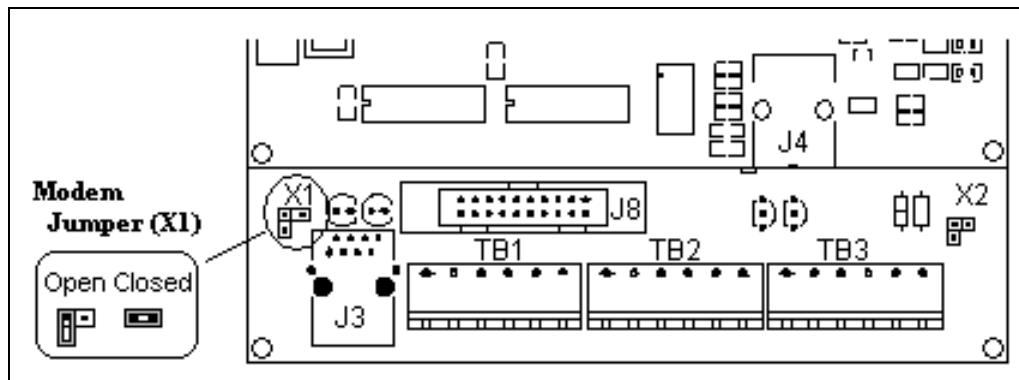 J4
Modem
Jumper (X1)
X1
J8
X2
TB1
TB2
TB3
Open Closed
J3